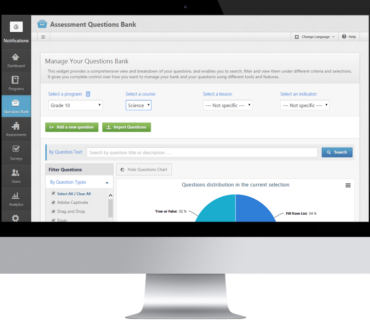 Assessment Questions Bank
Notifications
Change Language
Help
Dashboard
Manage Your Questions Bank
This widget provides a comprehensive view and breakdown of your questions, and enables you to search, filter and view them under different criteria and selections.
It gives you complete control over how you want to manage your bank and your questions using different tools and features.
Programs
Select a program
Select a course
Select a lesson
Select an indicator
Grade 10
Science
--- Not specific ---
--- Not specific ---
Questions Bank
Add a new question
Import Questions
Assessments
By Question Text
Search by question title or description ......
Search
Surveys
Filter Questions
Hide Questions Chart
Users
By Question Types
Questions distribution in the current selection
Select All / Clear All
Adobe Captivate
Analytics
Drag and Drop
True or False:
Fill from List:
Essay